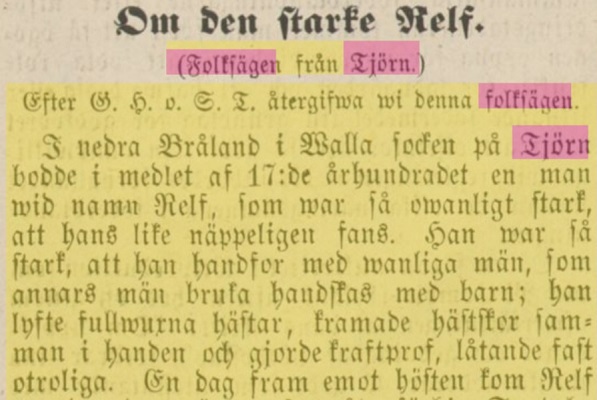 Om den starke Relf.
(Folksägen från Tjörn.)
Efter G. H. o. S. T. återgifwa wi denna folksägen.
I nedra Bråland i Walla socken på Tjörn
bodde i medlet af 17:de århundradet en man
wid namn Relf, som war så owanligt stark,
att hans like näppeligen fans. Han war så
stark, att han handfor med wanliga män, som
annars män bruka handskas med barn; han
lyfte fullwuxna hästar, kramade hästskor sam-
man i handen och gjorde kraftprof, låtande fast
otroliga. En dag fram emot hösten kom Relf